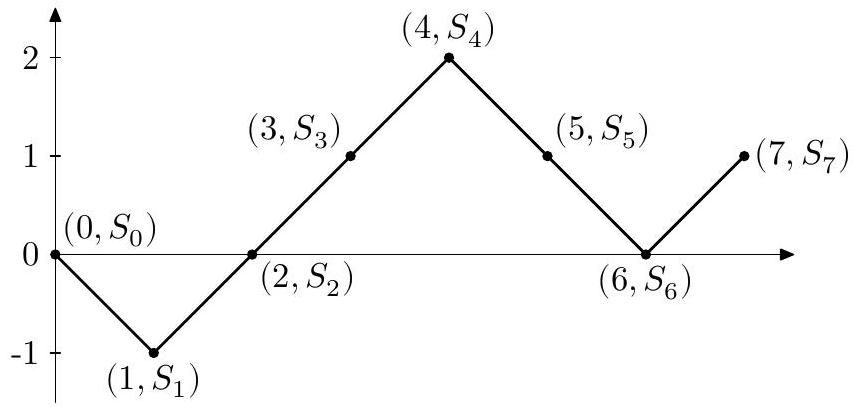 (4, S₄)
2
(3, S₃)
(5, S₅)
1
(7, S₇)
(0, S₀)
0
(2, S₂)
(6, S₆)
-1
(1, S₁)